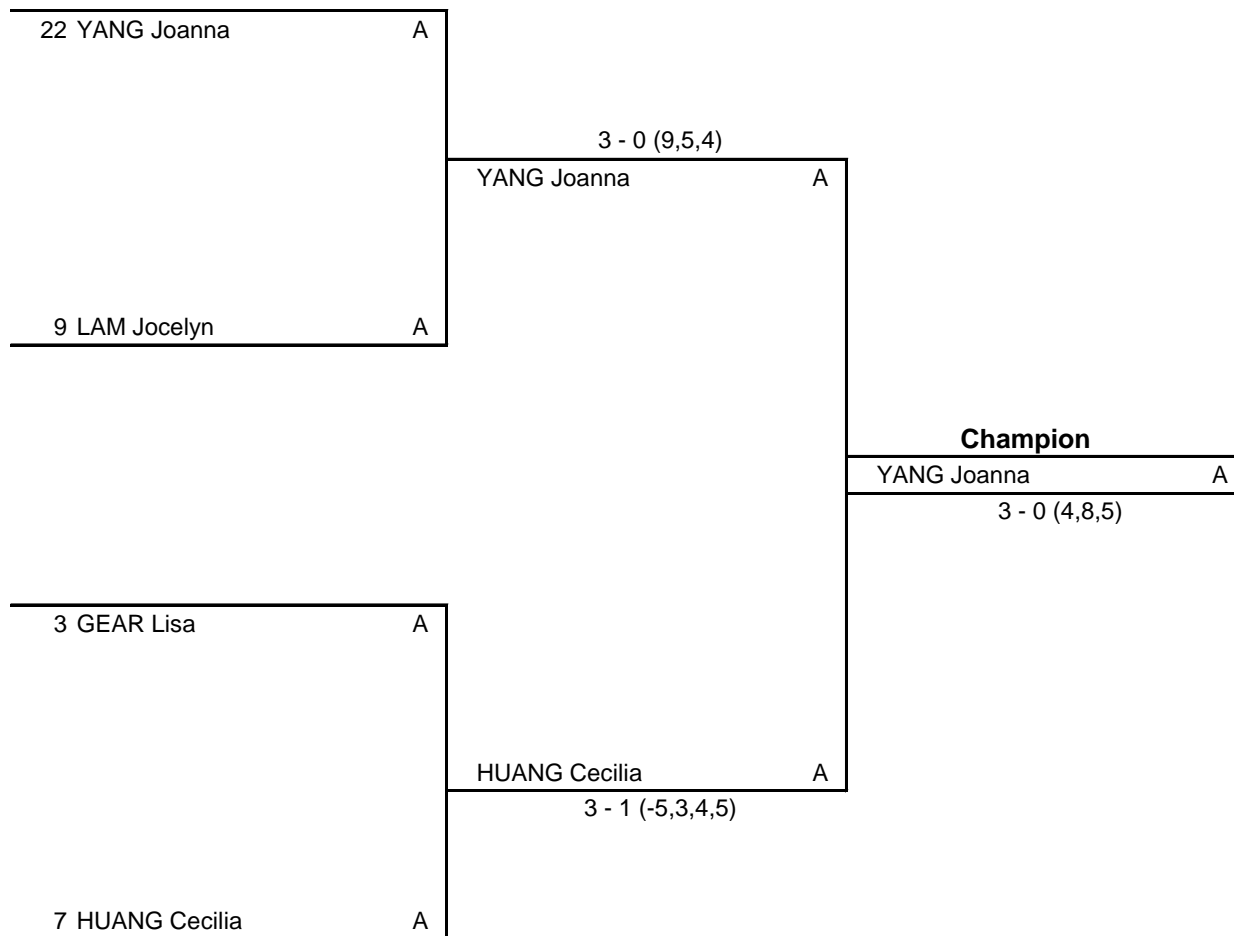 22 YANG Joanna A
3 - 0 (9,5,4)
YANG Joanna A
9 LAM Jocelyn A
Champion
YANG Joanna A
3 - 0 (4,8,5)
3 GEAR Lisa A
HUANG Cecilia A
3 - 1 (-5,3,4,5)
7 HUANG Cecilia A